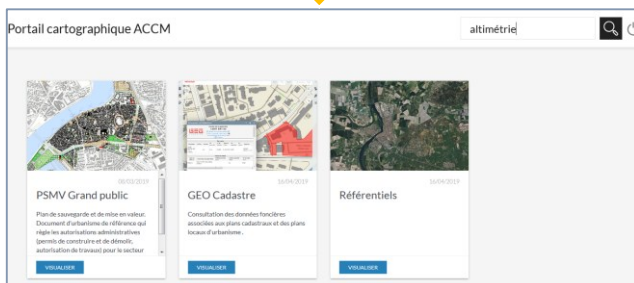 Portail cartographique ACCM
altimétrie
08/03/2019
PSMV Grand public
Plan de sauvegarde et de mise en valeur.
Document d'urbanisme de référence qui
règle les autorisations administratives
(permis de construire et de démolir,
autorisation de travaux) pour le secteur
VISUALISER
16/04/2019
GEO Cadastre
Consultation des données foncières
associées aux plans cadastraux et des plans
locaux d'urbanisme .
VISUALISER
16/04/2019
Référentiels
VISUALISER